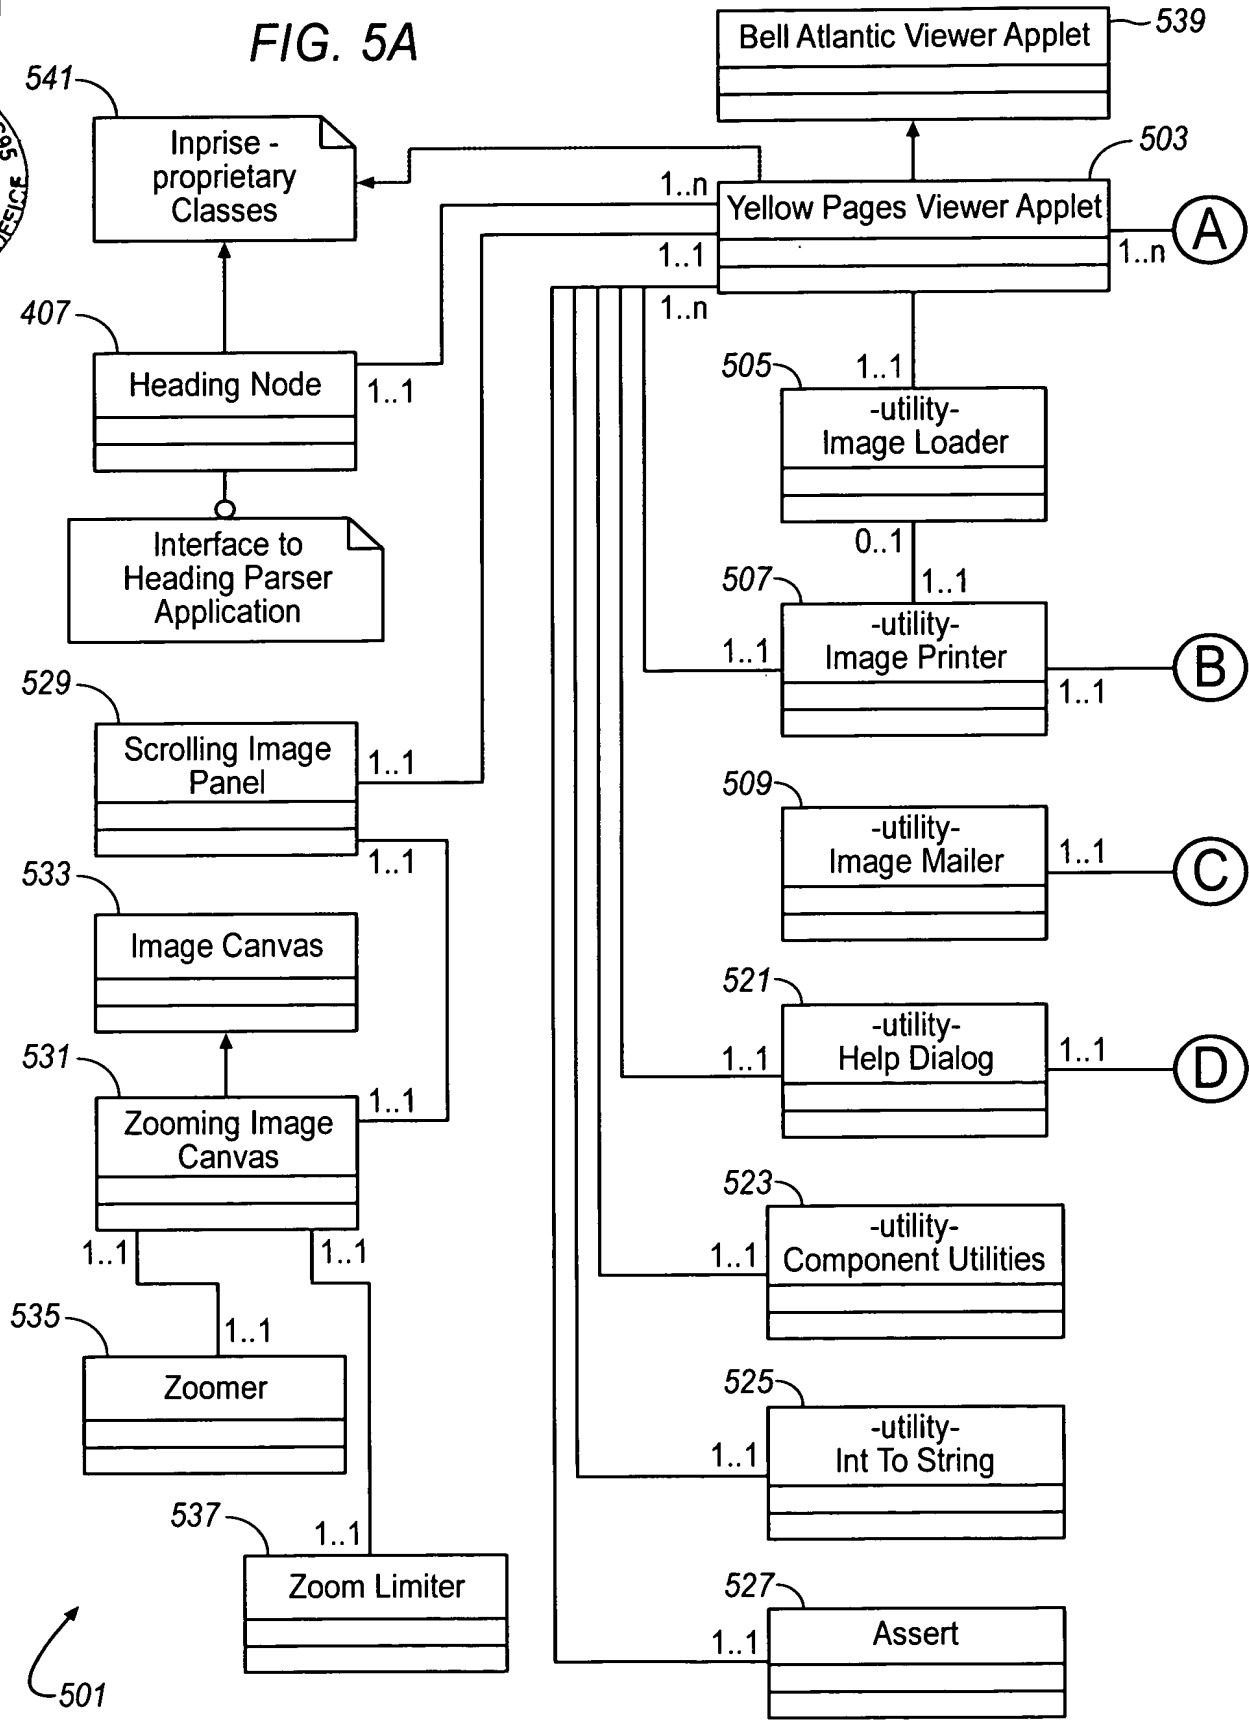 FIG. 5A
541
Inprise -
proprietary
Classes
Bell Atlantic Viewer Applet
539
503
1..n
Yellow Pages Viewer Applet
A
1..1
1..n
1..n
407
Heading Node
1..1
505
1..1
-utility-
Image Loader
0..1
Interface to
Heading Parser
Application
507
1..1
-utility-
Image Printer
1..1
B
1..1
529
Scrolling Image
Panel
1..1
1..1
509
-utility-
Image Mailer
1..1
C
533
Image Canvas
521
-utility-
Help Dialog
1..1
1..1
D
531
Zooming Image
Canvas
1..1
1..1
1..1
523
-utility-
Component Utilities
1..1
535
1..1
Zoomer
525
-utility-
Int To String
1..1
537
1..1
Zoom Limiter
527
Assert
1..1
501